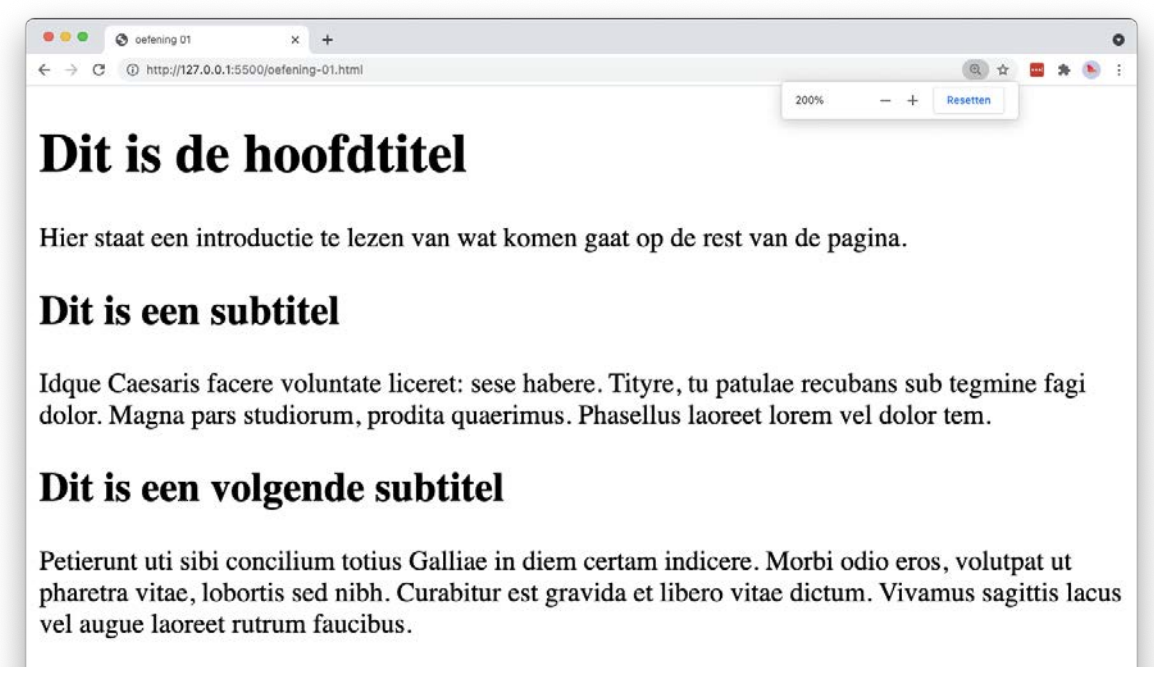 oefening 01
http://127.0.0.1:5500/oefening-01.html
200%
Resetten
Dit is de hoofdtitel
Hier staat een introductie te lezen van wat komen gaat op de rest van de pagina.
Dit is een subtitel
Idque Caesaris facere voluntate liceret: sese habere. Tityre, tu patulae recubans sub tegmine fagi
dolor. Magna pars studiorum, prodita quaerimus. Phasellus laoreet lorem vel dolor tem.
Dit is een volgende subtitel
Petierunt uti sibi concilium totius Galliae in diem certam indicere. Morbi odio eros, volutpat ut
pharetra vitae, lobortis sed nibh. Curabitur est gravida et libero vitae dictum. Vivamus sagittis lacus
vel augue laoreet rutrum faucibus.